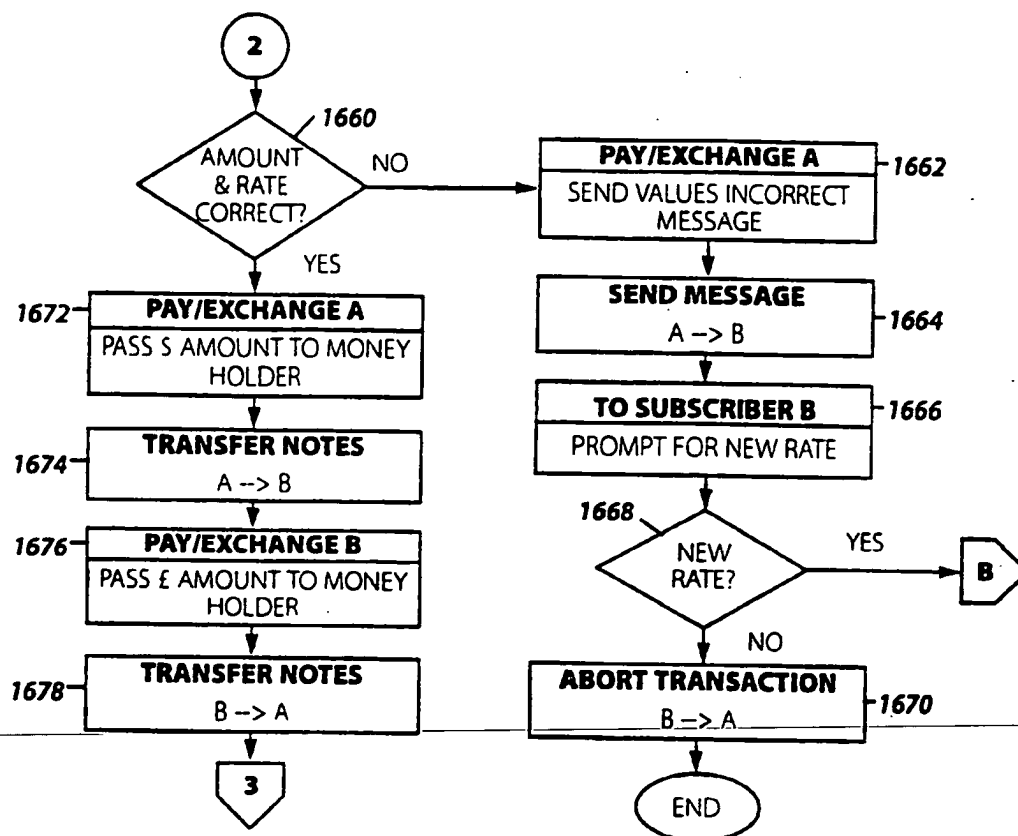 2
1660
AMOUNT
& RATE
CORRECT?
NO
YES
1672
PAY/EXCHANGE A
PASS S AMOUNT TO MONEY
HOLDER
1674
TRANSFER NOTES
A --> B
1676
PAY/EXCHANGE B
PASS £ AMOUNT TO MONEY
HOLDER
1678
TRANSFER NOTES
B --> A
3
PAY/EXCHANGE A
1662
SEND VALUES INCORRECT
MESSAGE
SEND MESSAGE
1664
A --> B
TO SUBSCRIBER B
1666
PROMPT FOR NEW RATE
1668
NEW
RATE?
YES
B
NO
ABORT TRANSACTION
1670
B --> A
END